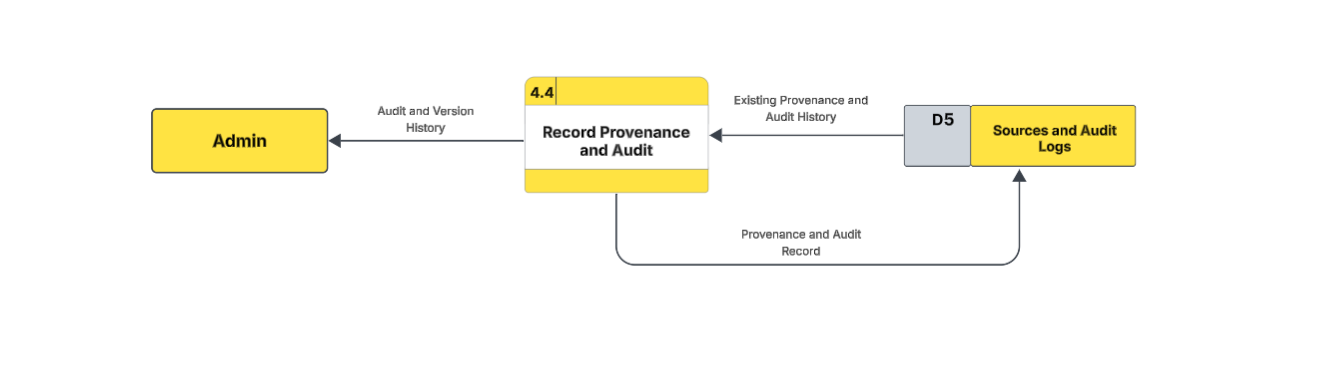 Admin
Audit and Version
History
4.4
Record Provenance
and Audit
Existing Provenance and
Audit History
D5
Sources and Audit
Logs
Provenance and Audit
Record